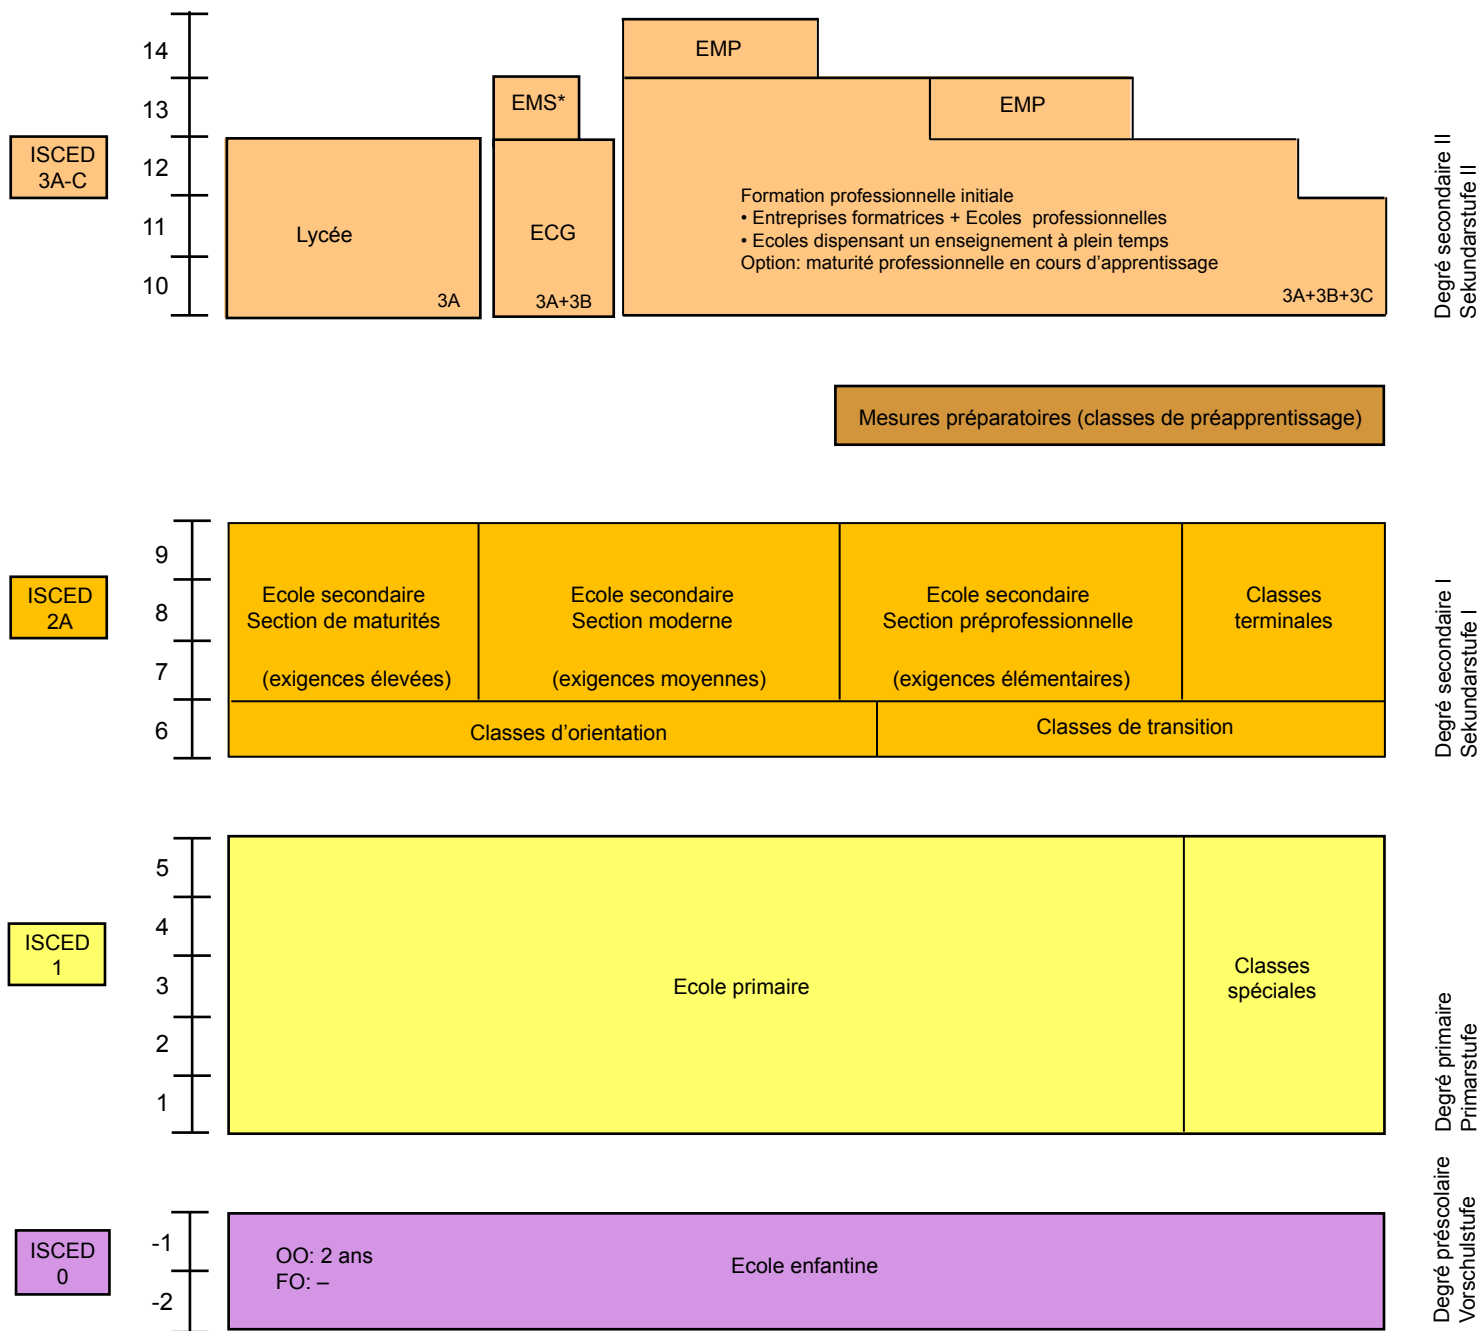 14
EMP
13
EMS*
EMP
ISCED
3A-C
12
11
10
Lycée
3A
ECG
3A+3B
Formation professionnelle initiale
• Entreprises formatrices + Ecoles professionnelles
• Ecoles dispensant un enseignement à plein temps
Option: maturité professionnelle en cours d’apprentissage
3A+3B+3C
Degré secondaire II
Sekundarstufe II
Mesures préparatoires (classes de préapprentissage)
ISCED
2A
9
8
7
6
Ecole secondaire
Section de maturités
(exigences élevées)
Ecole secondaire
Section moderne
(exigences moyennes)
Ecole secondaire
Section préprofessionnelle
(exigences élémentaires)
Classes
terminales
Classes d’orientation
Classes de transition
Degré secondaire I
Sekundarstufe I
ISCED
1
5
4
3
2
1
Ecole primaire
Classes
spéciales
Degré primaire
Primarstufe
ISCED
0
-1
-2
OO: 2 ans
FO: –
Ecole enfantine
Degré préscolaire
Vorschulstufe